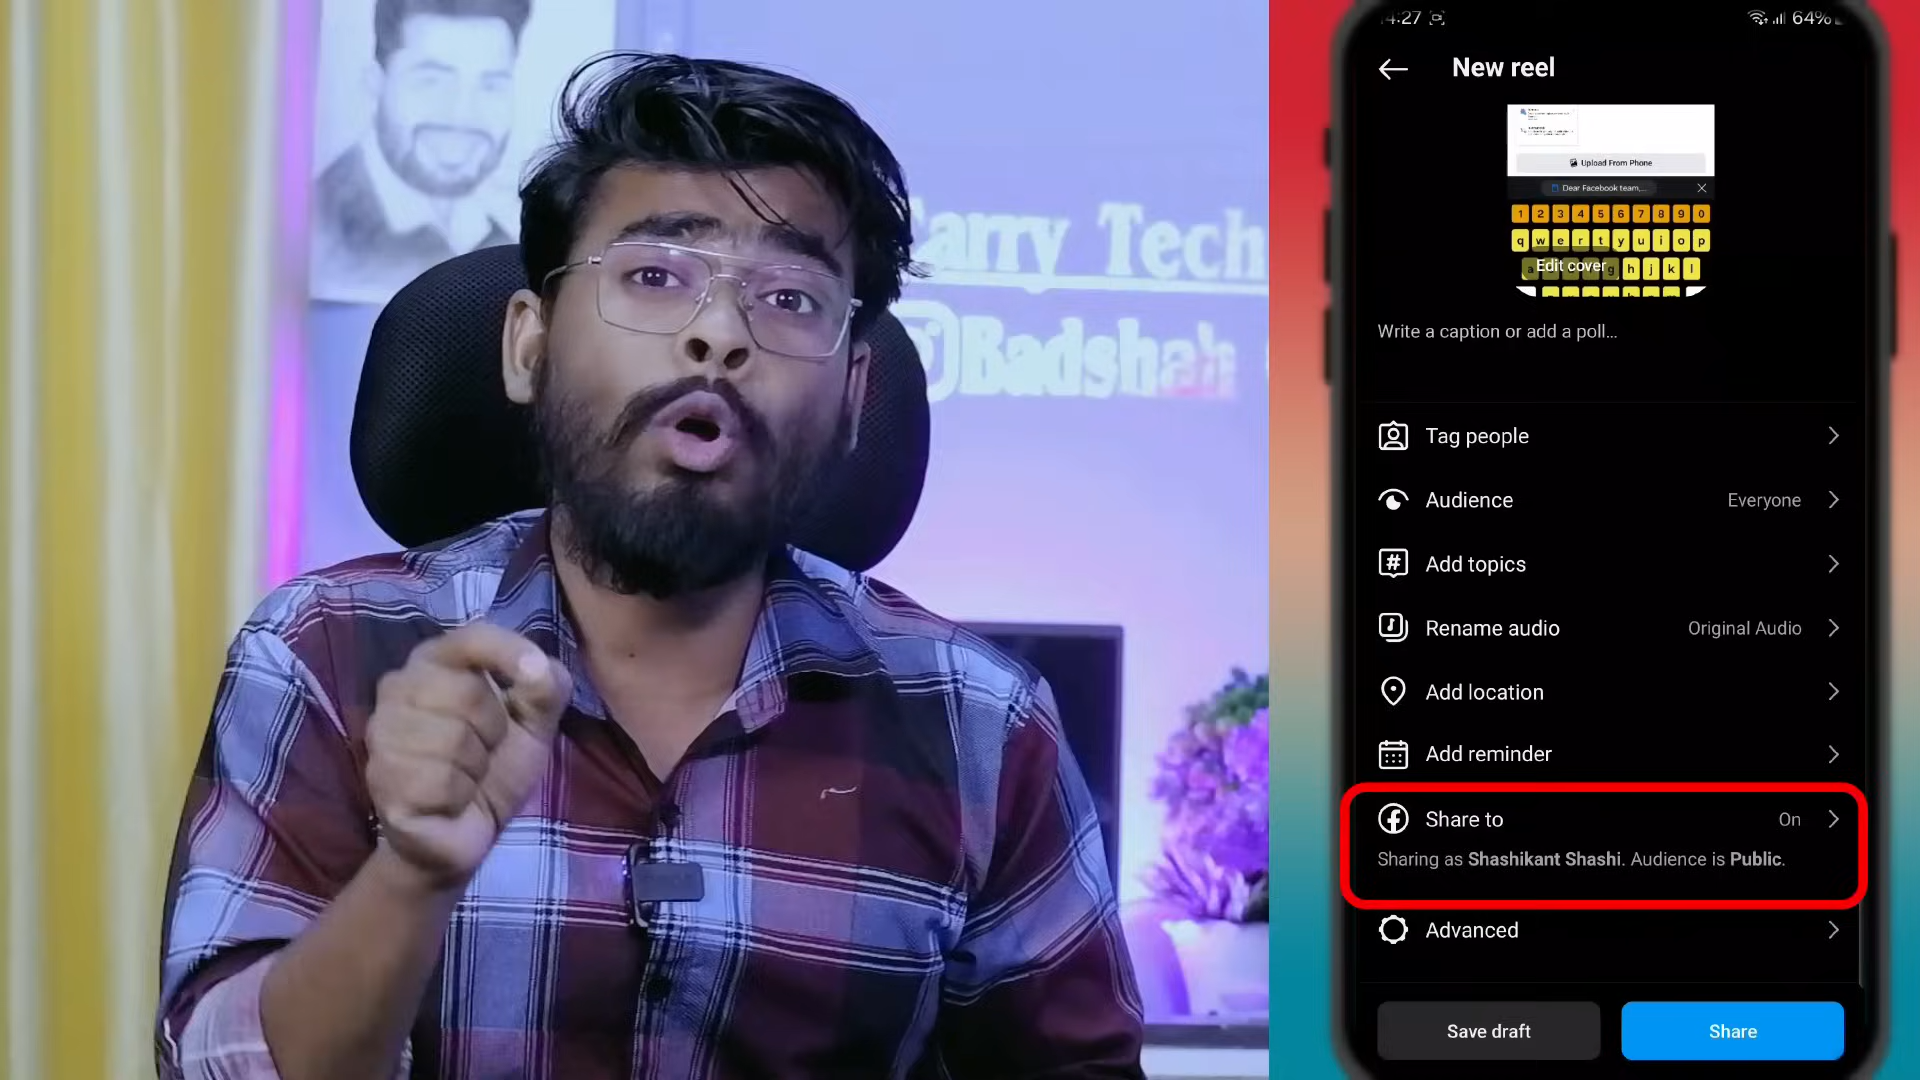 arry Tech
Badshah
4:27
64%
New reel
Upload From Phone
Dear Facebook team,...
1 2 3 4 5 6 7 8 9 0
q w e r t y u i o p
a g h j k l
Edit cover
Write a caption or add a poll...
Tag people
Audience Everyone
Add topics
Rename audio Original Audio
Add location
Add reminder
Share to On
Sharing as Shashikant Shashi. Audience is Public.
Advanced
Save draft Share